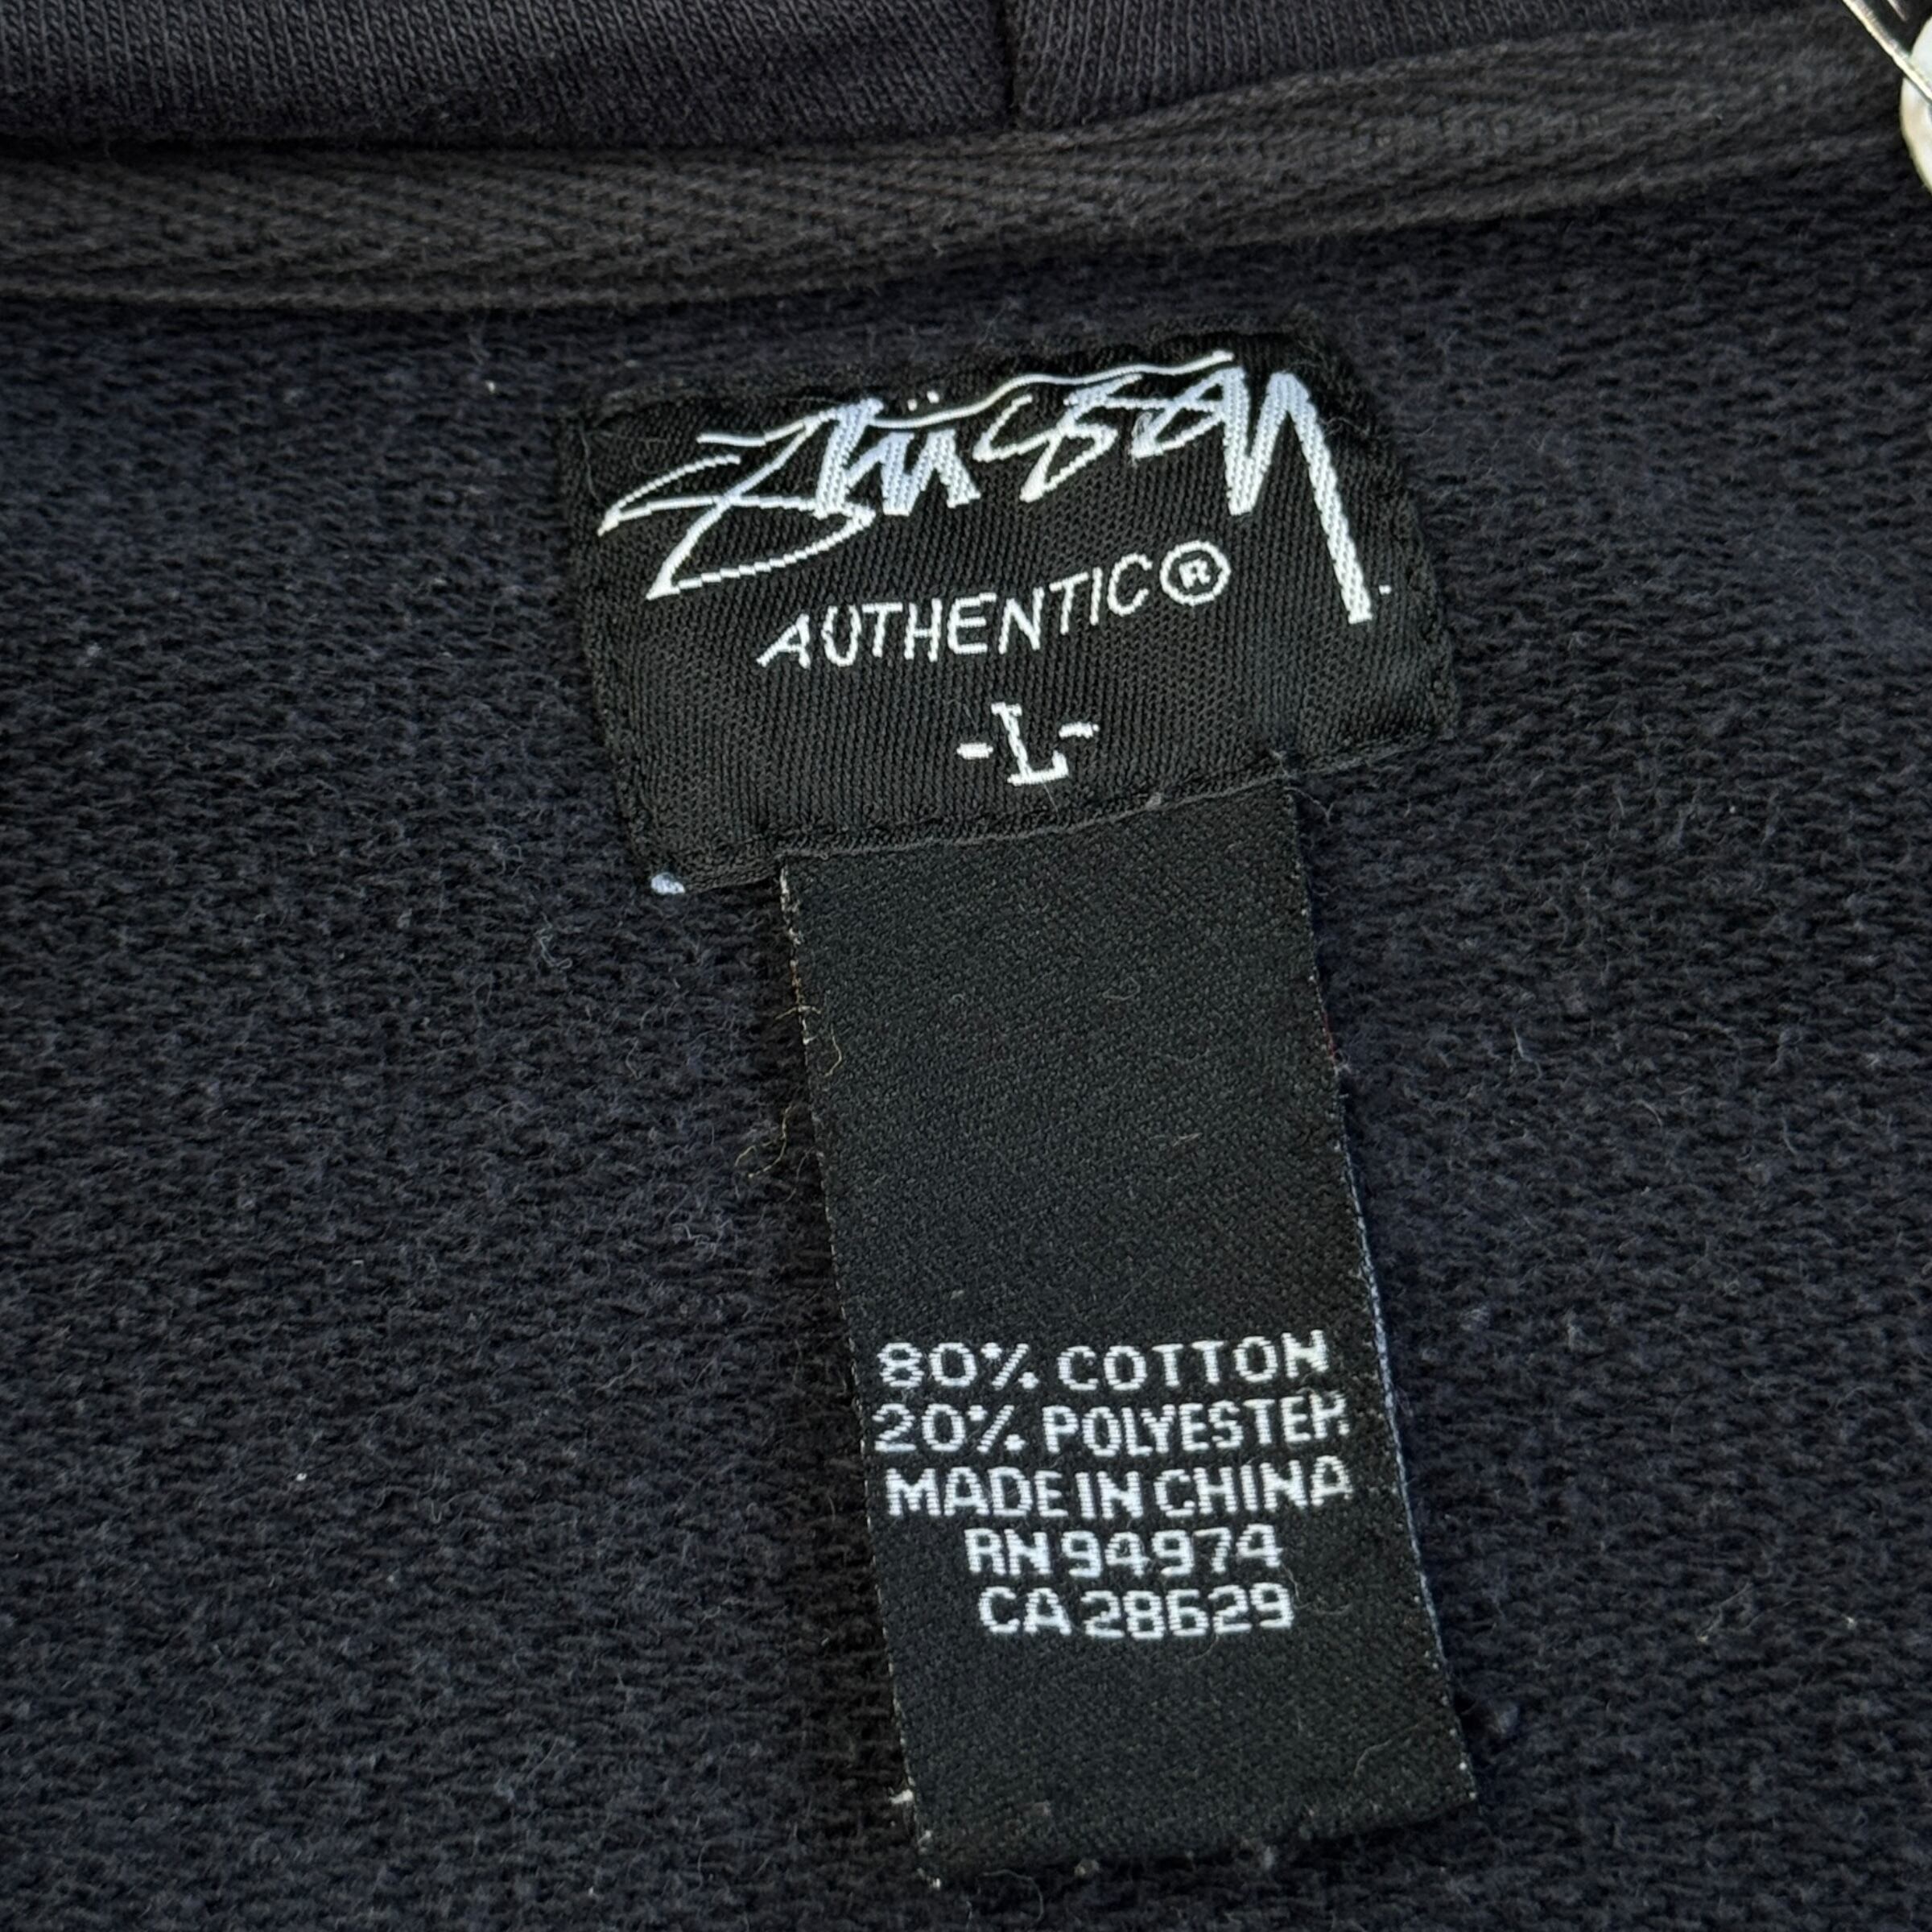 Stüssy
AUTHENTIC®
-L-
80% COTTON
20% POLYESTER
MADE IN CHINA
RN 94974
CA 28629